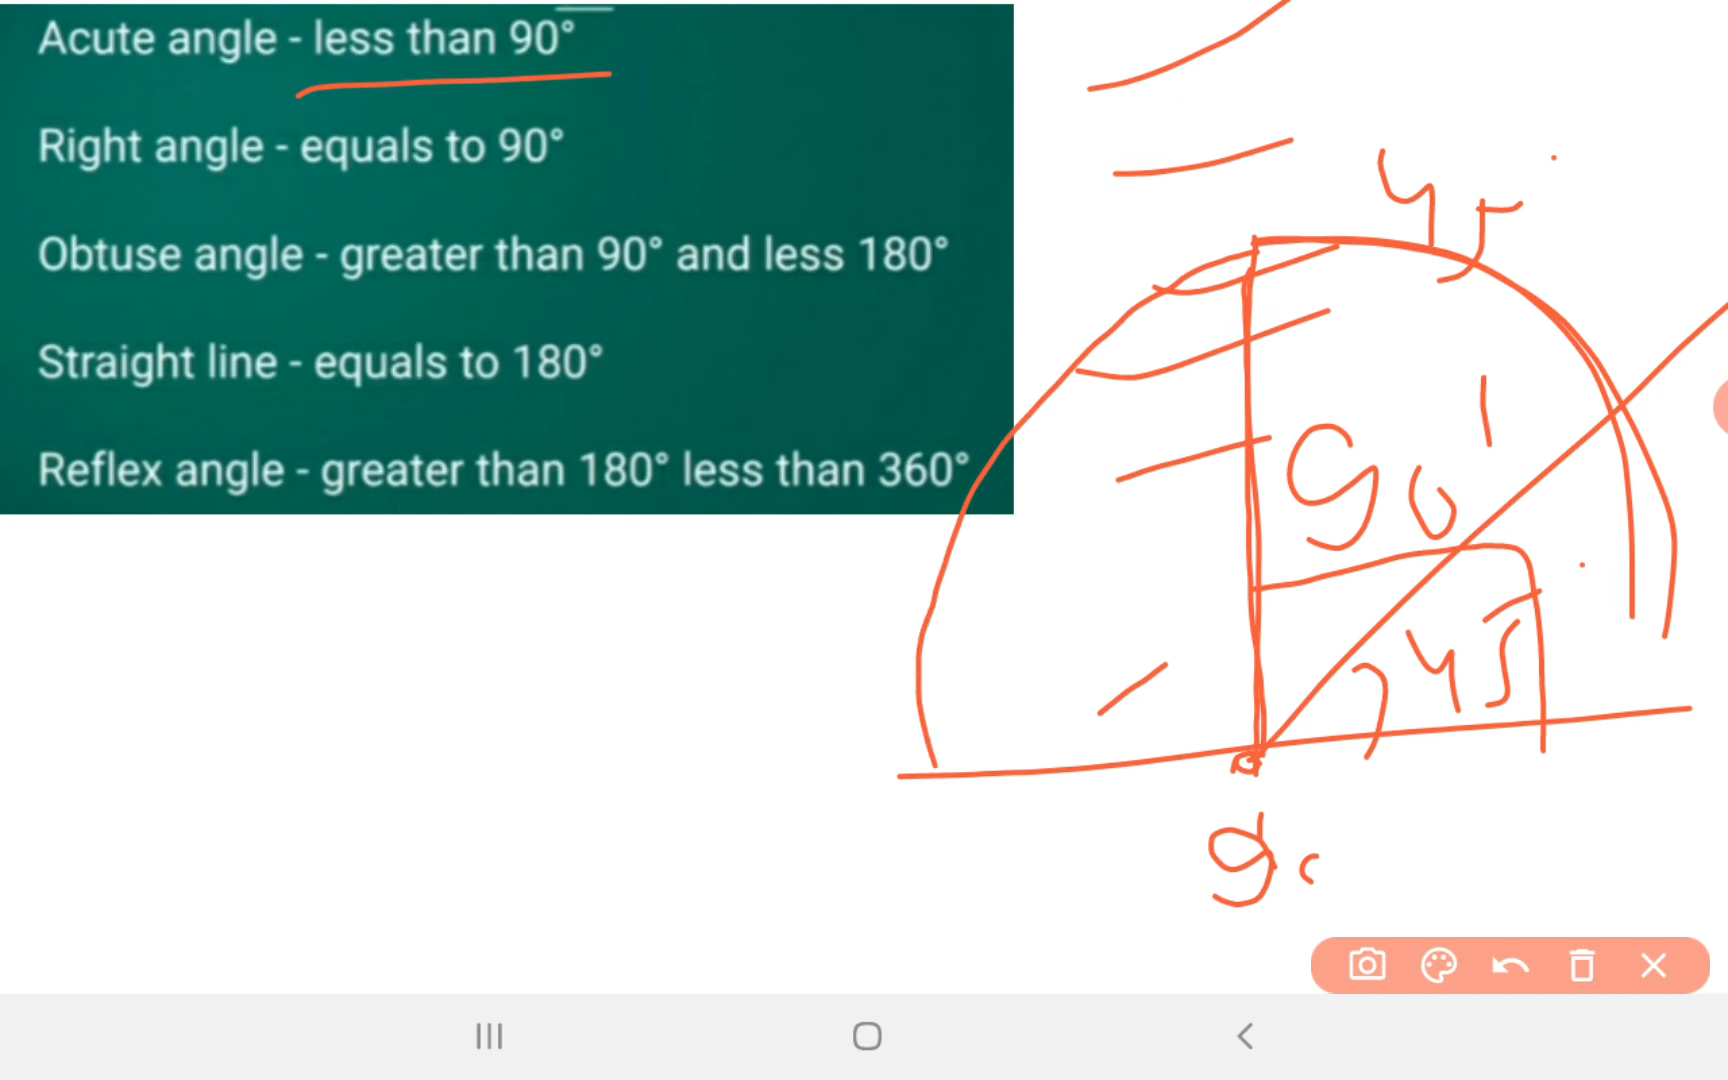 Acute angle - less than 90°
Right angle - equals to 90°
Obtuse angle - greater than 90° and less 180°
Straight line - equals to 180°
Reflex angle - greater than 180° less than 360°
45
90
45
90